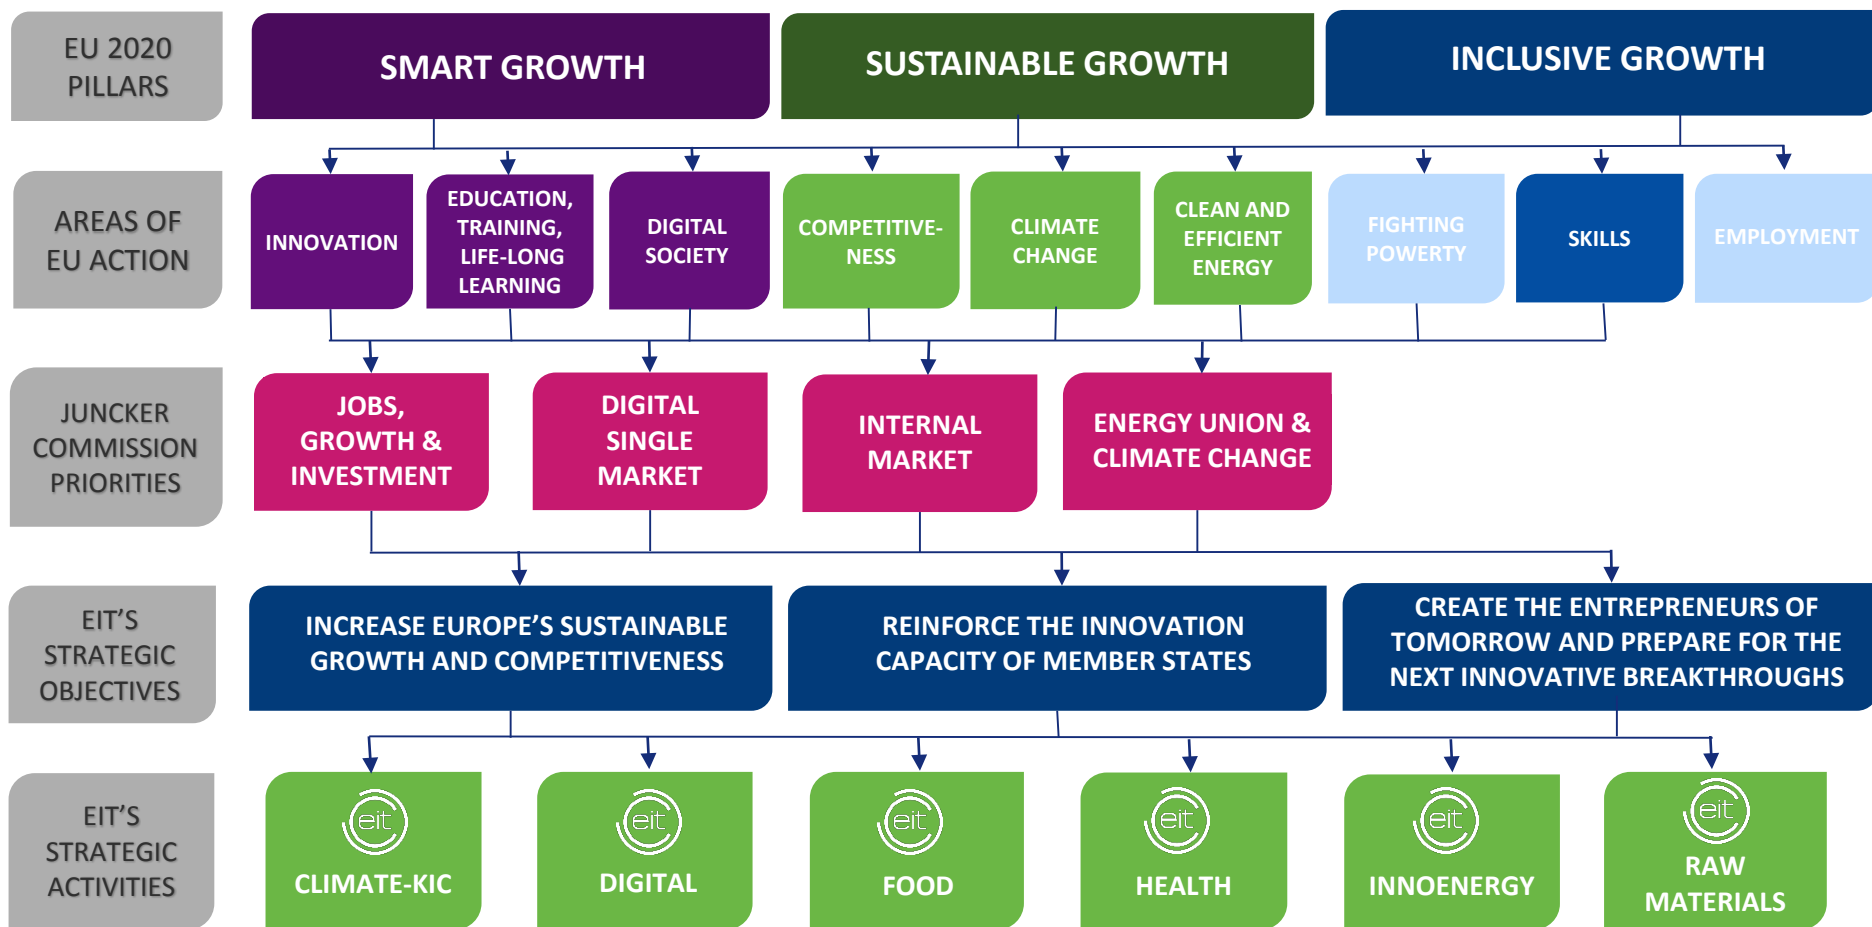 EU 2020
PILLARS
SMART GROWTH
SUSTAINABLE GROWTH
INCLUSIVE GROWTH
AREAS OF
EU ACTION
INNOVATION
EDUCATION,
TRAINING,
LIFE-LONG
LEARNING
DIGITAL
SOCIETY
COMPETITIVE-
NESS
CLIMATE
CHANGE
CLEAN AND
EFFICIENT
ENERGY
FIGHTING
POWERTY
SKILLS
EMPLOYMENT
JUNCKER
COMMISSION
PRIORITIES
JOBS,
GROWTH &
INVESTMENT
DIGITAL
SINGLE
MARKET
INTERNAL
MARKET
ENERGY UNION &
CLIMATE CHANGE
EIT’S
STRATEGIC
OBJECTIVES
INCREASE EUROPE’S SUSTAINABLE
GROWTH AND COMPETITIVENESS
REINFORCE THE INNOVATION
CAPACITY OF MEMBER STATES
CREATE THE ENTREPRENEURS OF
TOMORROW AND PREPARE FOR THE
NEXT INNOVATIVE BREAKTHROUGHS
EIT’S
STRATEGIC
ACTIVITIES
eit
CLIMATE-KIC
eit
DIGITAL
eit
FOOD
eit
HEALTH
eit
INNOENERGY
eit
RAW
MATERIALS